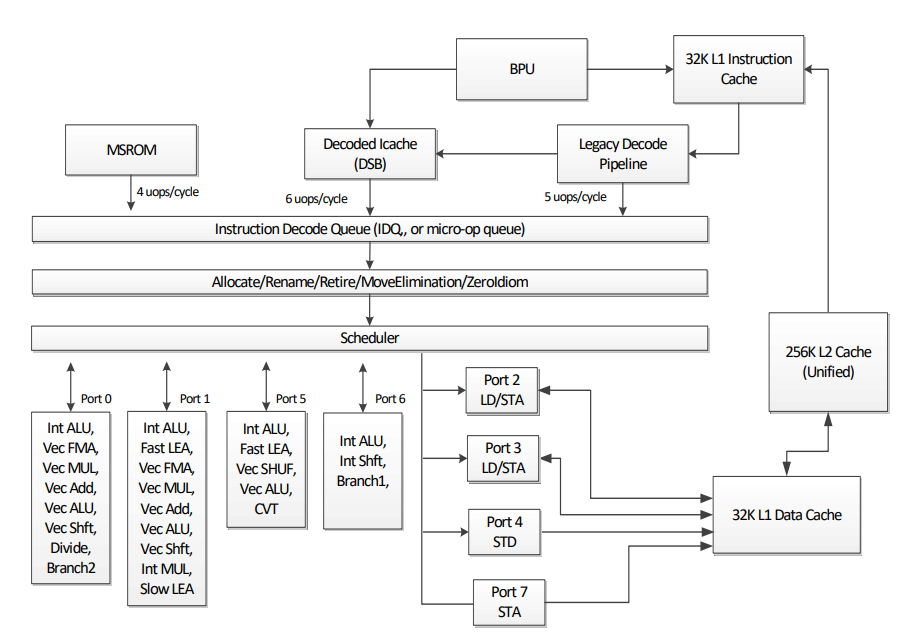 BPU
32K L1 Instruction
Cache
MSROM
Decoded Icache
(DSB)
Legacy Decode
Pipeline
4 uops/cycle
6 uops/cycle
5 uops/cycle
Instruction Decode Queue (IDQ,, or micro-op queue)
Allocate/Rename/Retire/MoveElimination/ZeroIdiom
Scheduler
256K L2 Cache
(Unified)
Port 0
Int ALU,
Vec FMA,
Vec MUL,
Vec Add,
Vec ALU,
Vec Shft,
Divide,
Branch2
Port 1
Int ALU,
Fast LEA,
Vec FMA,
Vec MUL,
Vec Add,
Vec ALU,
Vec Shft,
Int MUL,
Slow LEA
Port 5
Int ALU,
Fast LEA,
Vec SHUF,
Vec ALU,
CVT
Port 6
Int ALU,
Int Shft,
Branch1,
Port 2
LD/STA
Port 3
LD/STA
Port 4
STD
Port 7
STA
32K L1 Data Cache